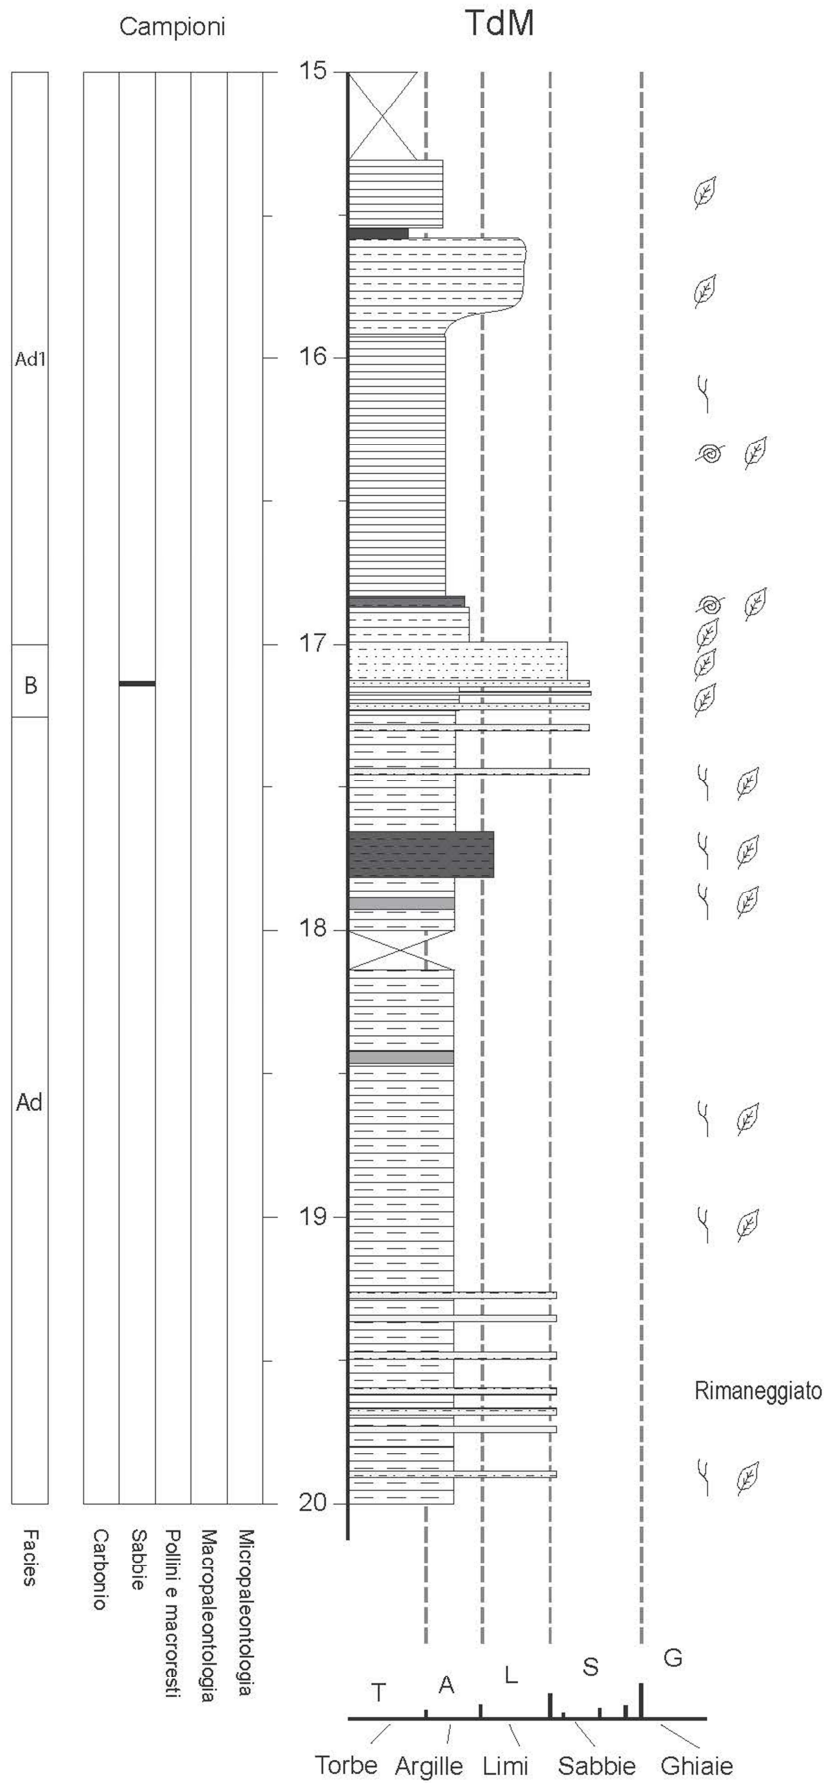 Campioni
TdM
15
16
17
18
19
20
Ad1
B
Ad
Rimaneggiato
Facies
Carbonio
Sabbie
Pollini e macroresti
Macropaleontologia
Micropaleontologia
T A L S G
Torbe Argille Limi Sabbie Ghiaie